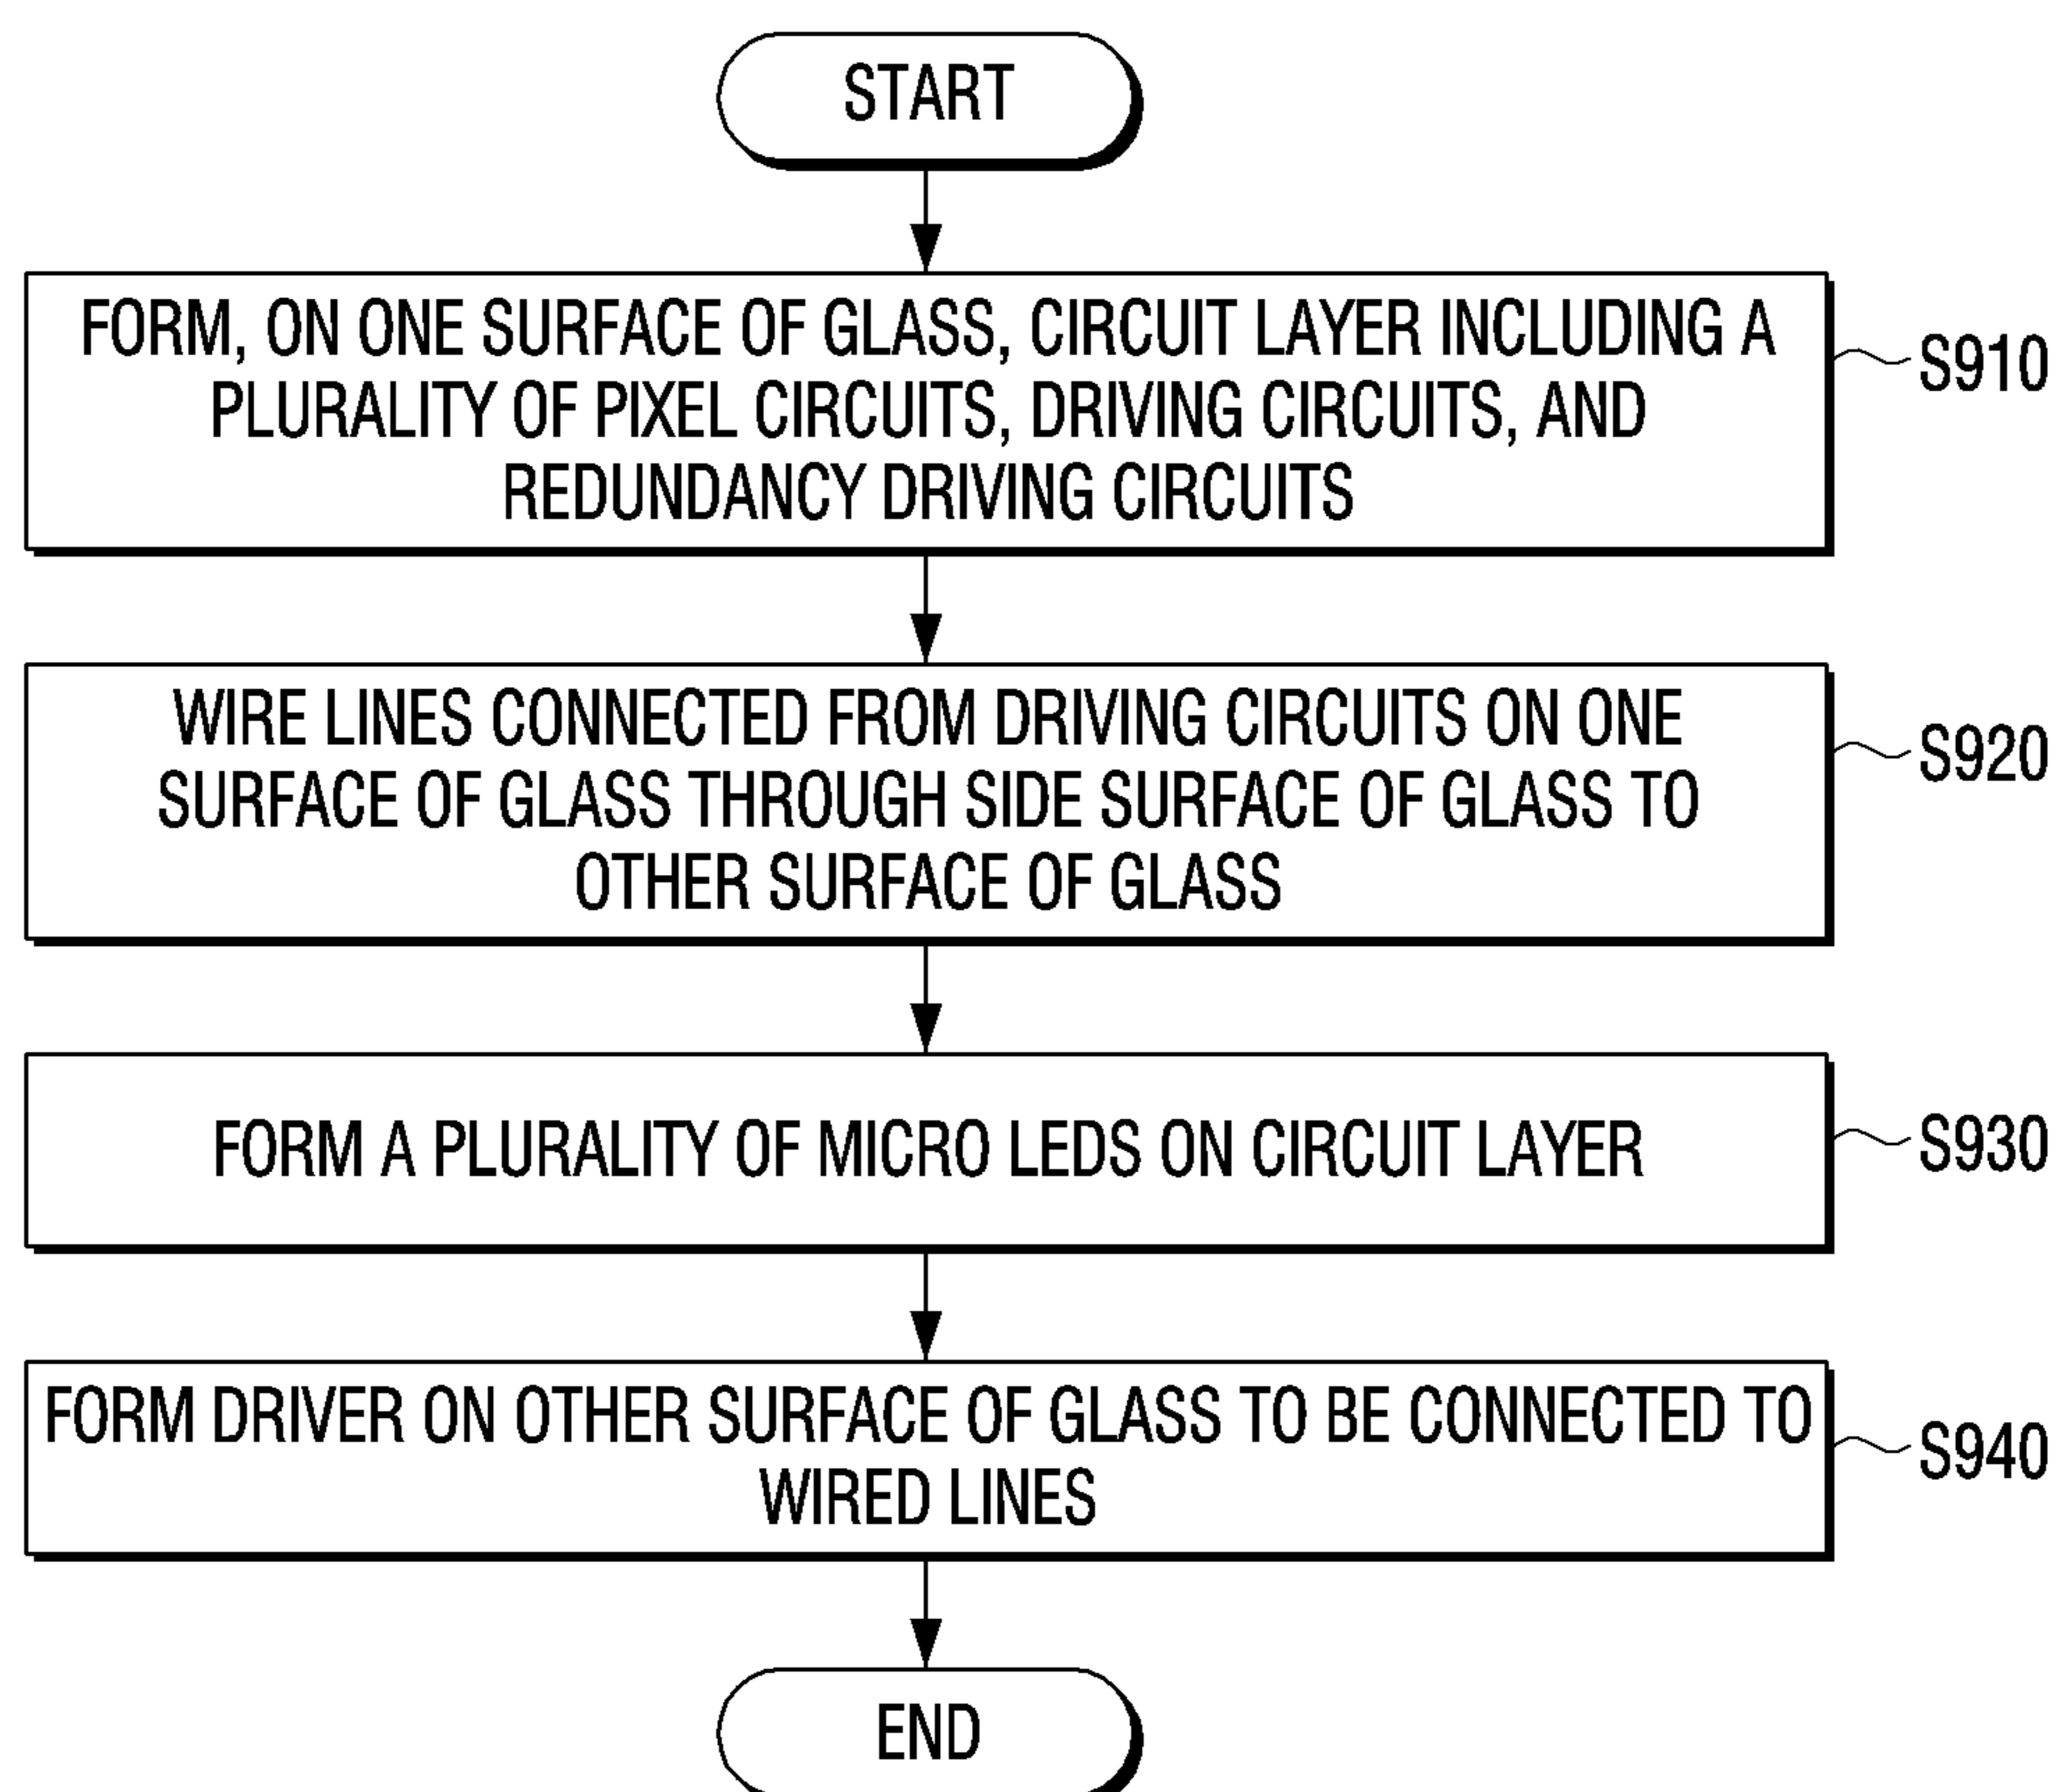 START
FORM, ON ONE SURFACE OF GLASS, CIRCUIT LAYER INCLUDING A
PLURALITY OF PIXEL CIRCUITS, DRIVING CIRCUITS, AND
REDUNDANCY DRIVING CIRCUITS
S910
WIRE LINES CONNECTED FROM DRIVING CIRCUITS ON ONE
SURFACE OF GLASS THROUGH SIDE SURFACE OF GLASS TO
OTHER SURFACE OF GLASS
S920
FORM A PLURALITY OF MICRO LEDS ON CIRCUIT LAYER
S930
FORM DRIVER ON OTHER SURFACE OF GLASS TO BE CONNECTED TO
WIRED LINES
S940
END